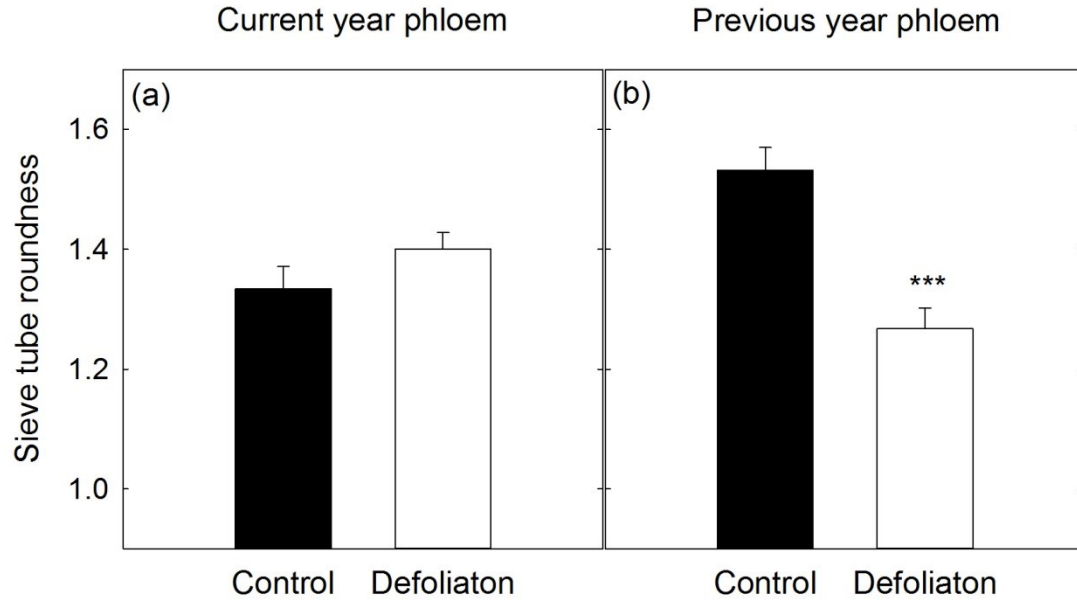 Current year phloem
Previous year phloem
(a)
(b)
Sieve tube roundness
1.6
1.4
1.2
1.0
***
Control
Defoliaton
Control
Defoliaton